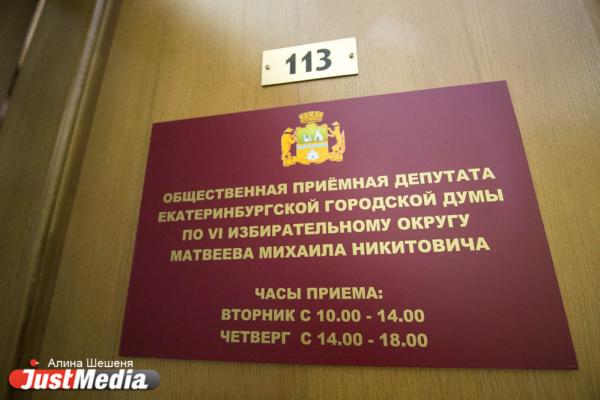 113
ОБЩЕСТВЕННАЯ ПРИЁМНАЯ ДЕПУТАТА
ЕКАТЕРИНБУРГСКОЙ ГОРОДСКОЙ ДУМЫ
ПО VI ИЗБИРАТЕЛЬНОМУ ОКРУГУ
МАТВЕЕВА МИХАИЛА НИКИТОВИЧА
ЧАСЫ ПРИЕМА:
ВТОРНИК С 10.00 - 14.00
ЧЕТВЕРГ С 14.00 - 18.00
Алина Шешеня
JustMedia